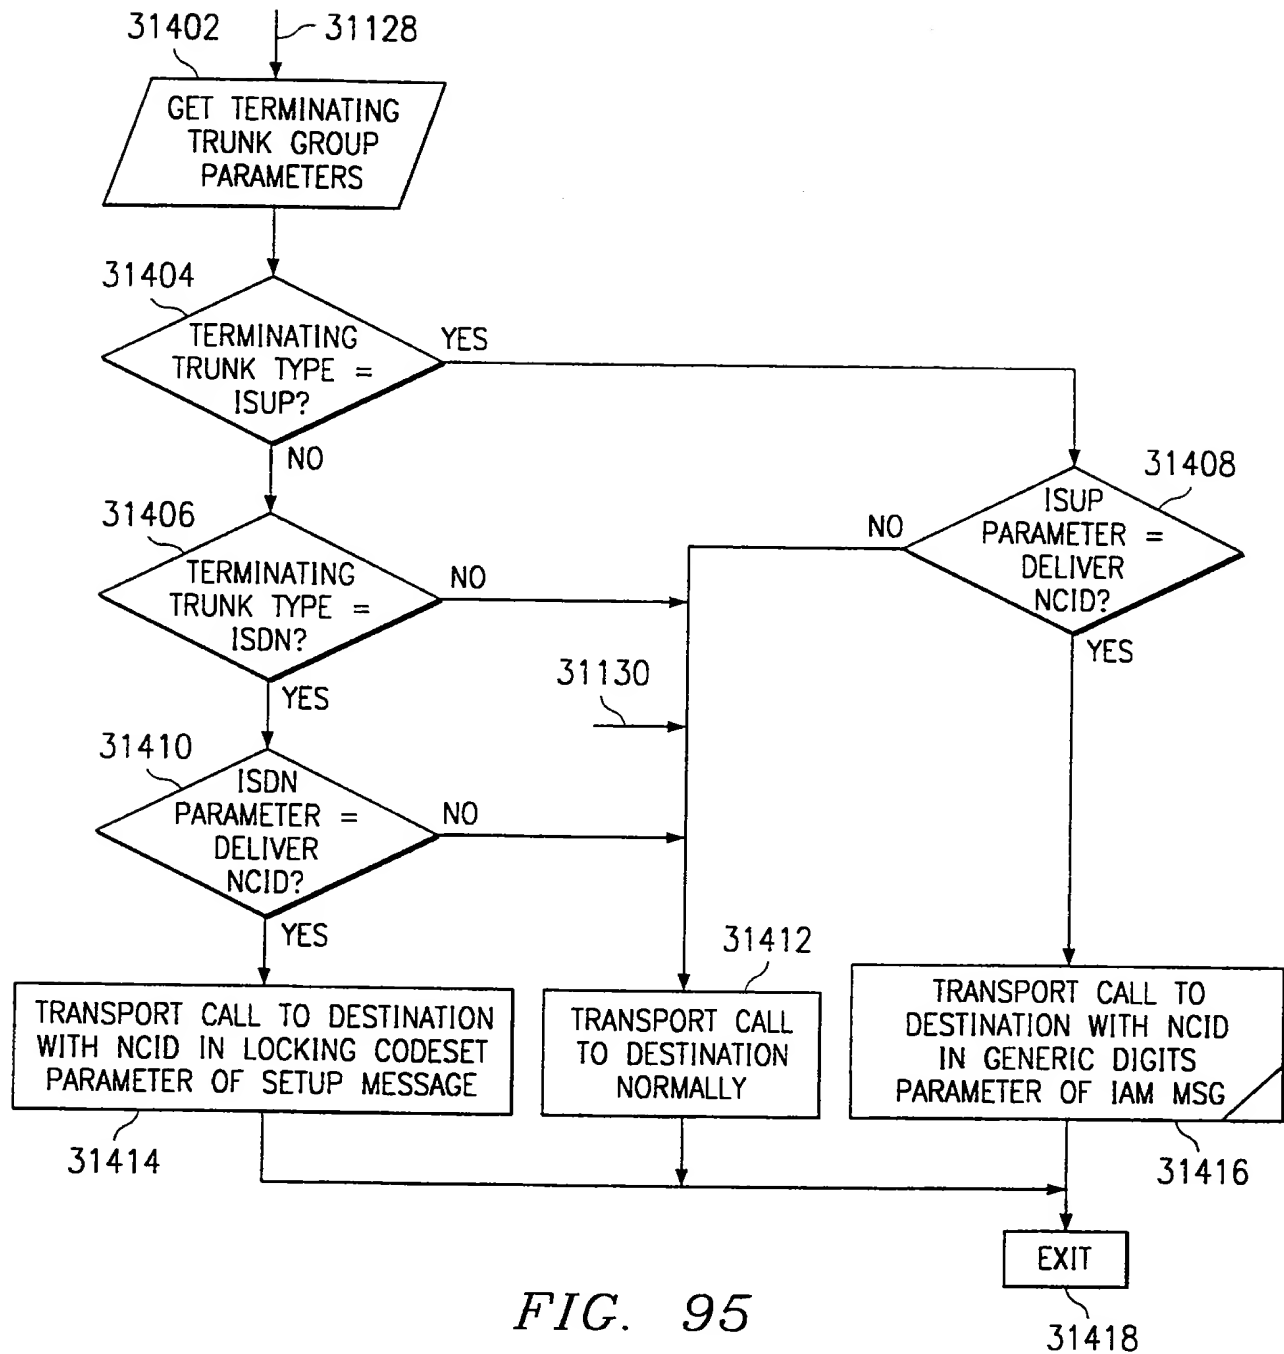 31402
31128
GET TERMINATING
TRUNK GROUP
PARAMETERS
31404
TERMINATING
TRUNK TYPE =
ISUP?
YES
NO
31406
TERMINATING
TRUNK TYPE =
ISDN?
NO
YES
31408
ISUP
PARAMETER =
DELIVER
NCID?
NO
YES
31130
31410
ISDN
PARAMETER =
DELIVER
NCID?
NO
YES
TRANSPORT CALL TO DESTINATION
WITH NCID IN LOCKING CODESET
PARAMETER OF SETUP MESSAGE
31414
31412
TRANSPORT CALL
TO DESTINATION
NORMALLY
TRANSPORT CALL TO
DESTINATION WITH NCID
IN GENERIC DIGITS
PARAMETER OF IAM MSG
31416
EXIT
31418
FIG. 95